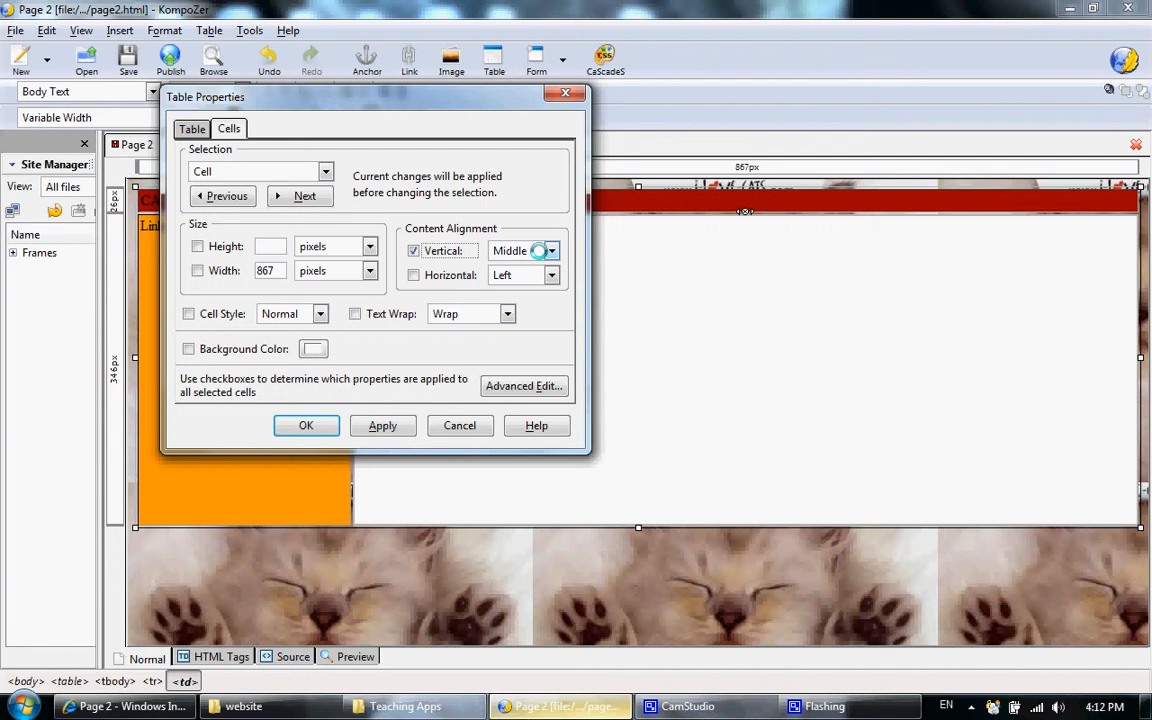 Page 2 [file:/.../page2.html] - KompoZer
File Edit View Insert Format Table Tools Help
New Open Save Publish Browse Undo Redo Anchor Link Image Table Form CaScadeS
Body Text
Variable Width
Site Manager
View: All files
Name
Frames
Page 2
867px
26px
346px
Table Properties
Table Cells
Selection
Cell
Previous Next
Current changes will be applied
before changing the selection.
Size
Height: pixels
Width: 867 pixels
Content Alignment
Vertical: Middle
Horizontal: Left
Cell Style: Normal Text Wrap: Wrap
Background Color:
Use checkboxes to determine which properties are applied to
all selected cells
Advanced Edit...
OK Apply Cancel Help
Normal HTML Tags Source Preview
<body> <table> <tbody> <tr> <td>
Page 2 - Windows In... website Teaching Apps Page 2 [file:/.../page... CamStudio Flashing EN 4:12 PM